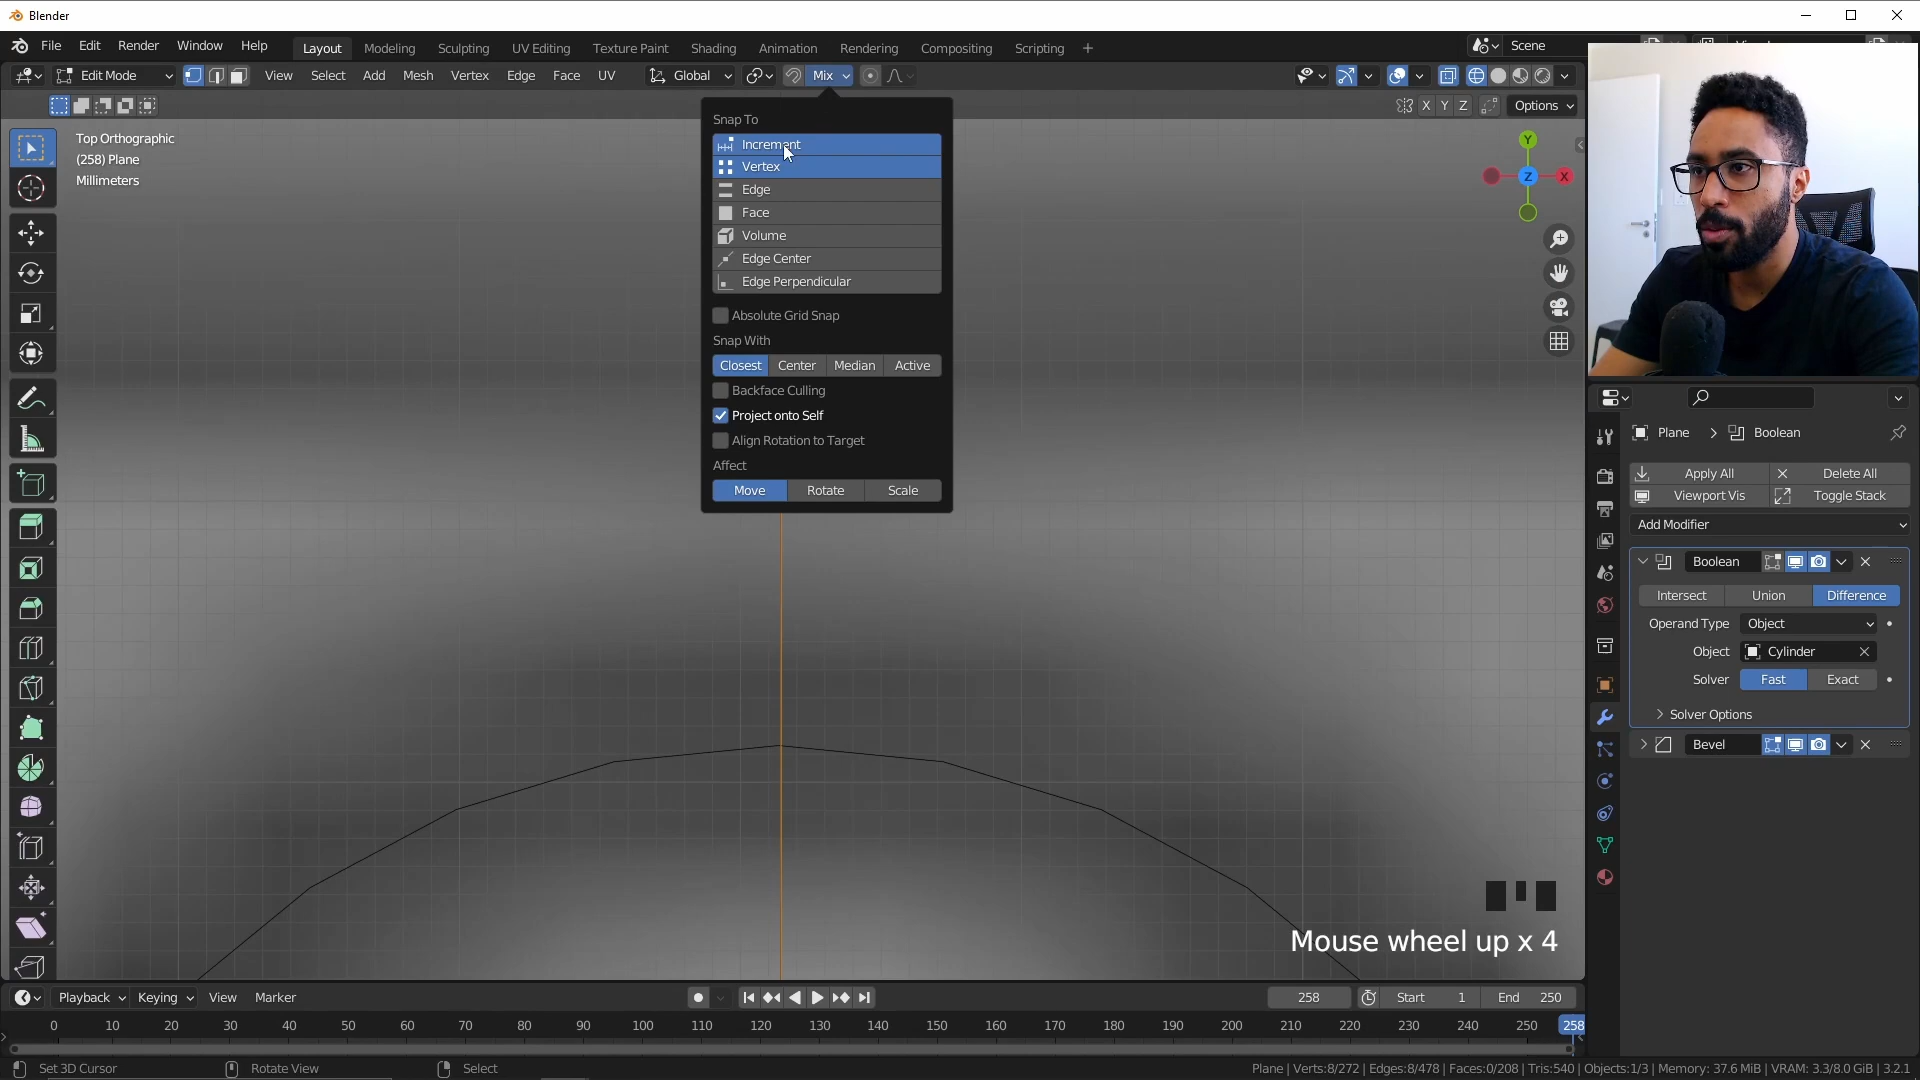 Blender
File Edit Render Window Help Layout Modeling Sculpting UV Editing Texture Paint Shading Animation Rendering Compositing Scripting + Scene
Edit Mode View Select Add Mesh Vertex Edge Face UV Global Mix
X Y Z Options
Top Orthographic
(258) Plane
Millimeters
Snap To
Increment
Vertex
Edge
Face
Volume
Edge Center
Edge Perpendicular
Absolute Grid Snap
Snap With
Closest Center Median Active
Backface Culling
Project onto Self
Align Rotation to Target
Affect
Move Rotate Scale
Y
Z X
Plane > Boolean
Apply All Delete All
Viewport Vis Toggle Stack
Add Modifier
Boolean
Intersect Union Difference
Operand Type Object
Object Cylinder
Solver Fast Exact
Solver Options
Bevel
Mouse wheel up x 4
Playback Keying View Marker 258 Start 1 End 250
0 10 20 30 40 50 60 70 80 90 100 110 120 130 140 150 160 170 180 190 200 210 220 230 240 250 258
Set 3D Cursor Rotate View Select Plane | Verts:8/272 | Edges:8/478 | Faces:0/208 | Tris:540 | Objects:1/3 | Memory: 37.6 MiB | VRAM: 3.3/8.0 GiB | 3.2.1